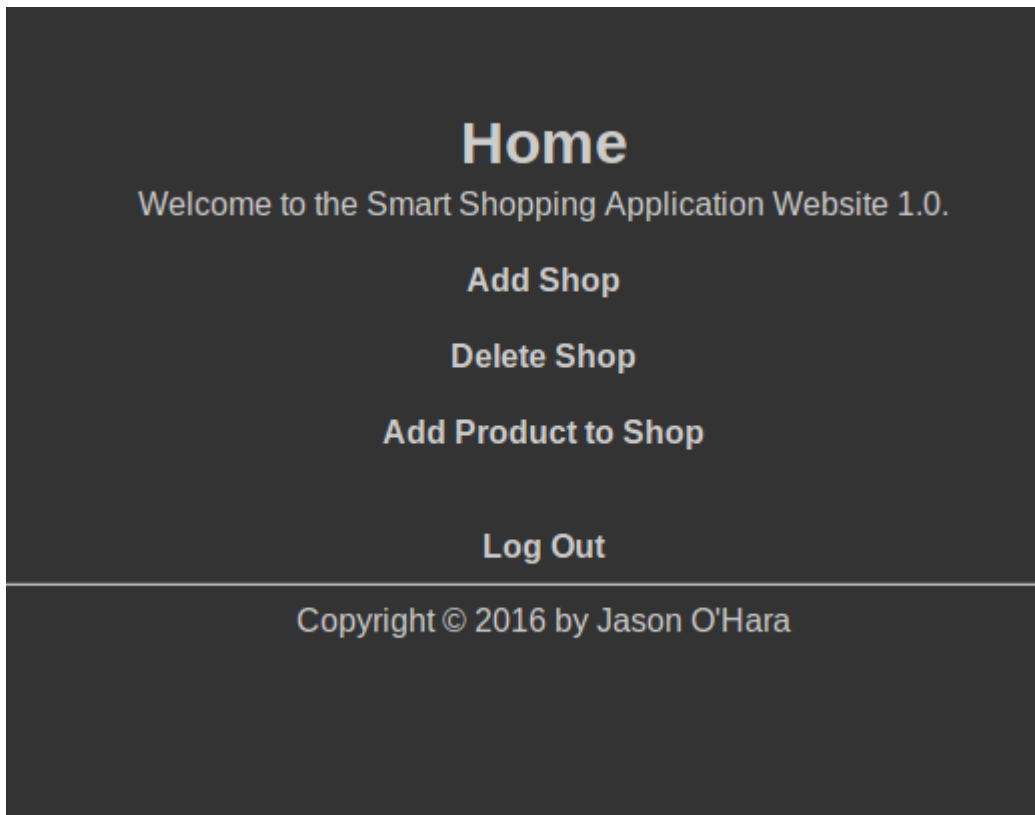 Home
Welcome to the Smart Shopping Application Website 1.0.
Add Shop
Delete Shop
Add Product to Shop
Log Out
Copyright © 2016 by Jason O'Hara